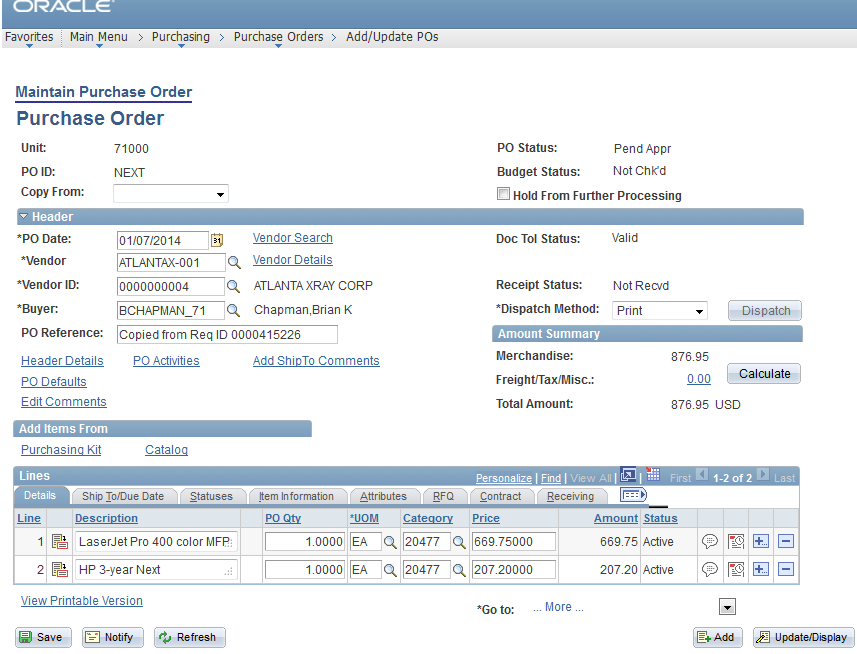 ORACLE
Favorites Main Menu > Purchasing > Purchase Orders > Add/Update POs
Maintain Purchase Order
Purchase Order
Unit: 71000 PO Status: Pend Appr
PO ID: NEXT Budget Status: Not Chk'd
Copy From: Hold From Further Processing
Header
*PO Date: 01/07/2014 31 Vendor Search Doc Tol Status: Valid
*Vendor ATLANTAX-001 Vendor Details
*Vendor ID: 0000000004 ATLANTA XRAY CORP Receipt Status: Not Recvd
*Buyer: BCHAPMAN_71 Chapman,Brian K *Dispatch Method: Print Dispatch
PO Reference: Copied from Req ID 0000415226 Amount Summary
Merchandise: 876.95
Header Details PO Activities Add ShipTo Comments
Freight/Tax/Misc.: 0.00 Calculate
PO Defaults
Edit Comments Total Amount: 876.95 USD
Add Items From
Purchasing Kit Catalog
Lines Personalize | Find | View All | | First 1-2 of 2 Last
Details Ship To/Due Date Statuses Item Information Attributes RFQ Contract Receiving
Line Description PO Qty *UOM Category Price Amount Status
1 LaserJet Pro 400 color MFP 1.0000 EA 20477 669.75000 669.75 Active
2 HP 3-year Next 1.0000 EA 20477 207.20000 207.20 Active
View Printable Version *Go to: ... More ...
Save Notify Refresh Add Update/Display